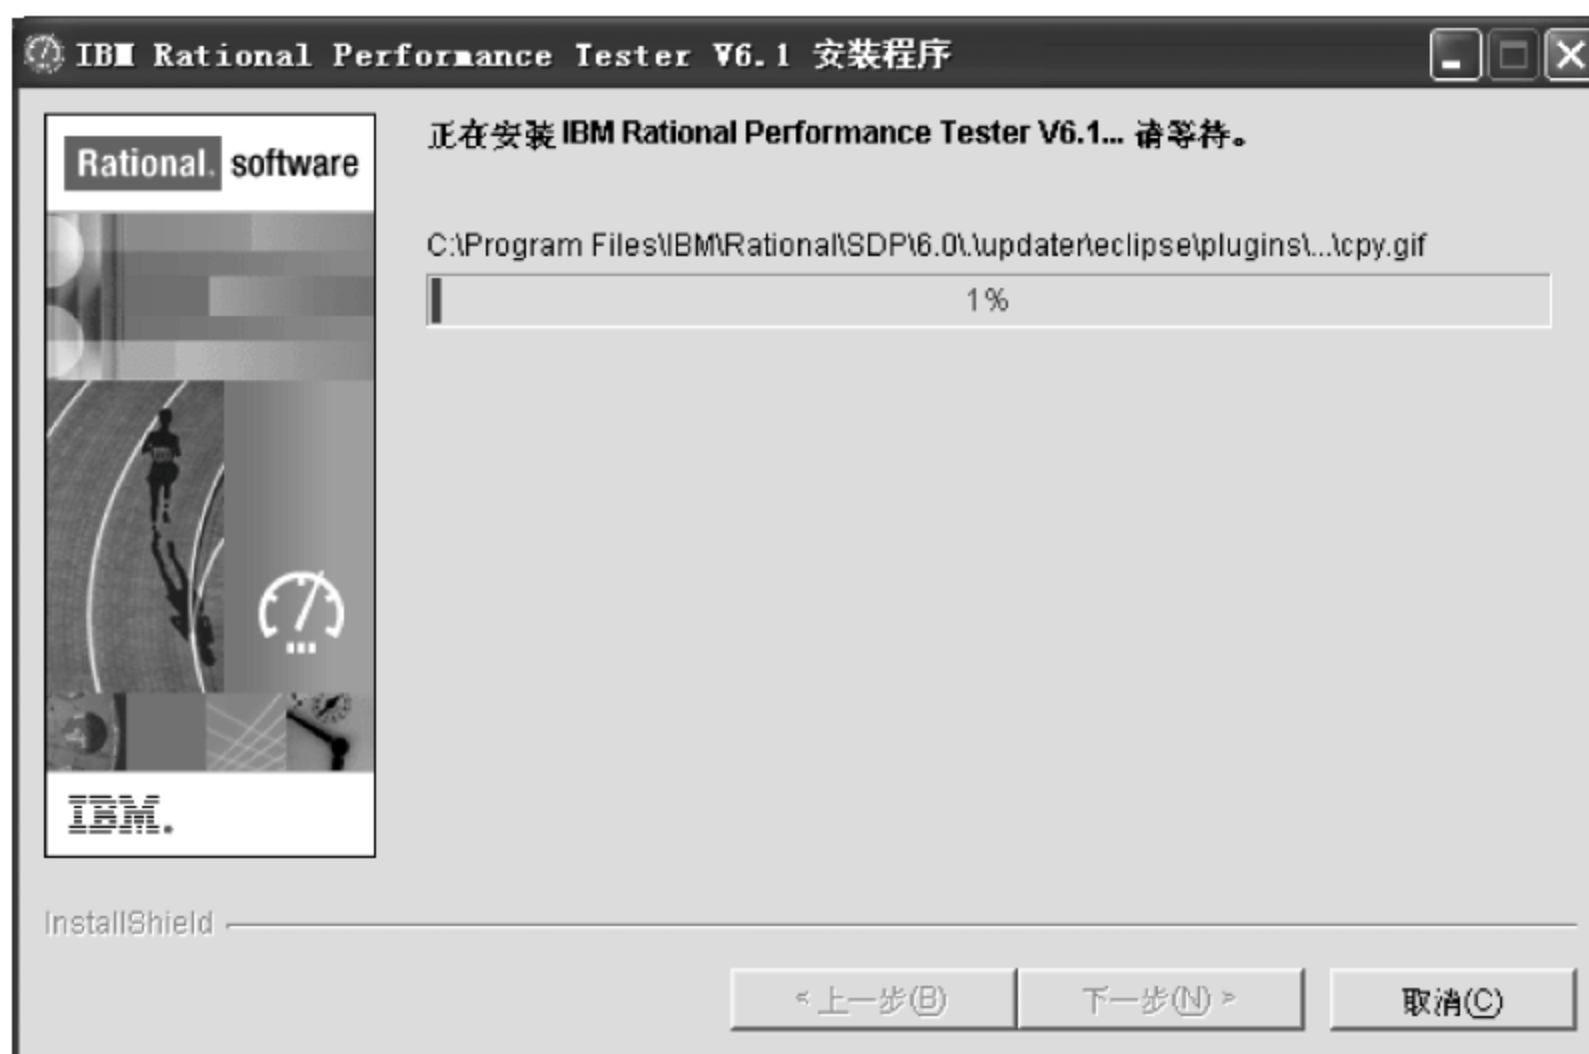 IBM Rational Performance Tester V6.1 安装程序
Rational. software
正在安装 IBM Rational Performance Tester V6.1... 请等待。
C:\Program Files\IBM\Rational\SDP\6.0\.\updater\eclipse\plugins\...\cpy.gif
1%
IBM.
InstallShield
< 上一步(B)
下一步(N) >
取消(C)